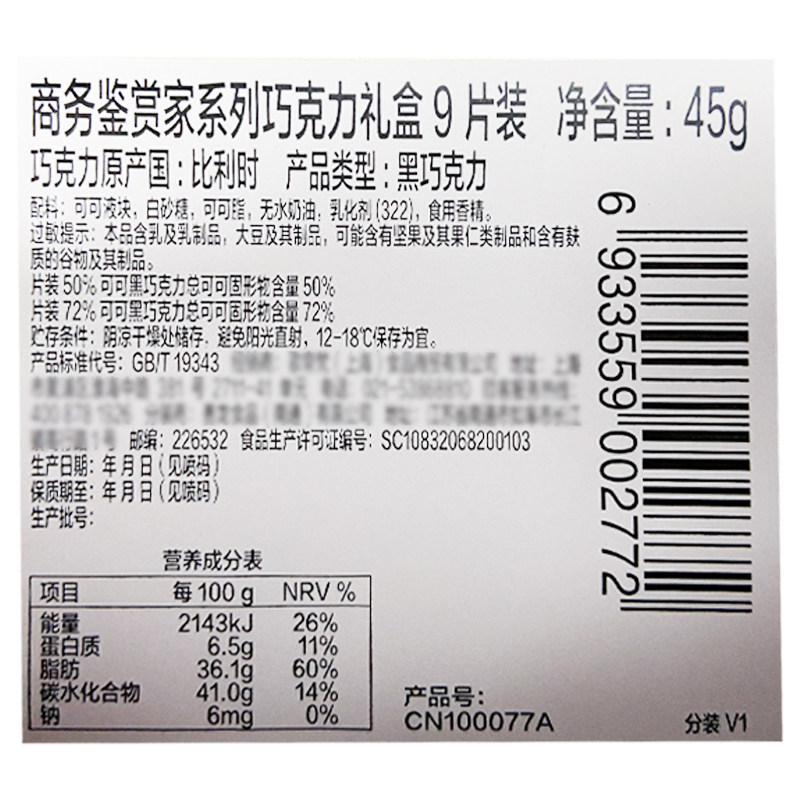 商务鉴赏家系列巧克力礼盒 9 片装 净含量:45g
巧克力原产国:比利时 产品类型:黑巧克力
配料:可可液块,白砂糖,可可脂,无水奶油,乳化剂(322),食用香精。
过敏提示:本品含乳及乳制品,大豆及其制品,可能含有坚果及其果仁类制品和含有麸
质的谷物及其制品。
片装 50% 可可黑巧克力总可可固形物含量 50%
片装 72% 可可黑巧克力总可可固形物含量 72%
贮存条件:阴凉干燥处储存,避免阳光直射,12-18℃保存为宜。
产品标准代号:GB/T 19343
邮编:226532 食品生产许可证编号:SC10832068200103
生产日期:年月日(见喷码)
保质期至:年月日(见喷码)
生产批号:
营养成分表
项目 每 100 g NRV %
能量 2143kJ 26%
蛋白质 6.5g 11%
脂肪 36.1g 60%
碳水化合物 41.0g 14%
钠 6mg 0%
产品号:
CN100077A
分装 V1
6 933559 002772